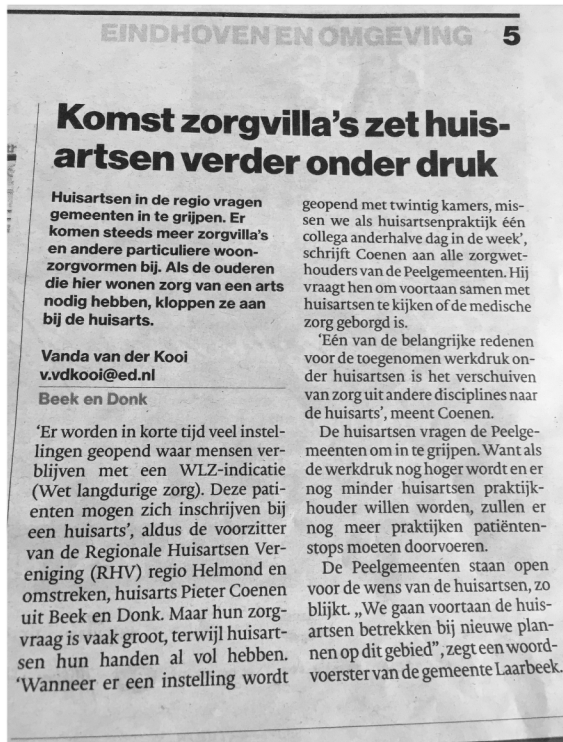 EINDHOVEN EN OMGEVING 5
Komst zorgvilla's zet huis-
artsen verder onder druk
Huisartsen in de regio vragen
gemeenten in te grijpen. Er
komen steeds meer zorgvilla's
en andere particuliere woon-
zorgvormen bij. Als de ouderen
die hier wonen zorg van een arts
nodig hebben, kloppen ze aan
bij de huisarts.
Vanda van der Kooi
v.vdkooi@ed.nl
Beek en Donk
'Er worden in korte tijd veel instel-
lingen geopend waar mensen ver-
blijven met een WLZ-indicatie
(Wet langdurige zorg). Deze pati-
enten mogen zich inschrijven bij
een huisarts', aldus de voorzitter
van de Regionale Huisartsen Ver-
eniging (RHV) regio Helmond en
omstreken, huisarts Pieter Coenen
uit Beek en Donk. Maar hun zorg-
vraag is vaak groot, terwijl huisart-
sen hun handen al vol hebben.
'Wanneer er een instelling wordt
geopend met twintig kamers, mis-
sen we als huisartsenpraktijk één
collega anderhalve dag in de week',
schrijft Coenen aan alle zorgwet-
houders van de Peelgemeenten. Hij
vraagt hen om voortaan samen met
huisartsen te kijken of de medische
zorg geborgd is.
'Eén van de belangrijke redenen
voor de toegenomen werkdruk on-
der huisartsen is het verschuiven
van zorg uit andere disciplines naar
de huisarts', meent Coenen.
De huisartsen vragen de Peelge-
meenten om in te grijpen. Want als
de werkdruk nog hoger wordt en er
nog minder huisartsen praktijk-
houder willen worden, zullen er
nog meer praktijken patiënten-
stops moeten doorvoeren.
De Peelgemeenten staan open
voor de wens van de huisartsen, zo
blijkt. „We gaan voortaan de huis-
artsen betrekken bij nieuwe plan-
nen op dit gebied", zegt een woord-
voerster van de gemeente Laarbeek.